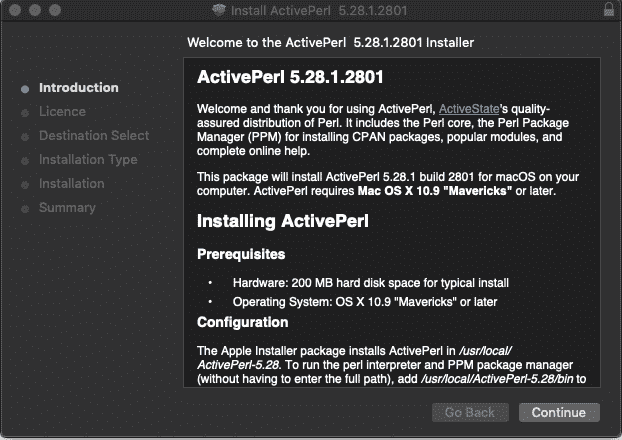 Install ActivePerl 5.28.1.2801
Welcome to the ActivePerl 5.28.1.2801 Installer
Introduction
Licence
Destination Select
Installation Type
Installation
Summary
ActivePerl 5.28.1.2801
Welcome and thank you for using ActivePerl, ActiveState's quality-
assured distribution of Perl. It includes the Perl core, the Perl Package
Manager (PPM) for installing CPAN packages, popular modules, and
complete online help.
This package will install ActivePerl 5.28.1 build 2801 for macOS on your
computer. ActivePerl requires Mac OS X 10.9 "Mavericks" or later.
Installing ActivePerl
Prerequisites
• Hardware: 200 MB hard disk space for typical install
• Operating System: OS X 10.9 "Mavericks" or later
Configuration
The Apple Installer package installs ActivePerl in /usr/local/
ActivePerl-5.28. To run the perl interpreter and PPM package manager
(without having to enter the full path), add /usr/local/ActivePerl-5.28/bin to
Go Back
Continue